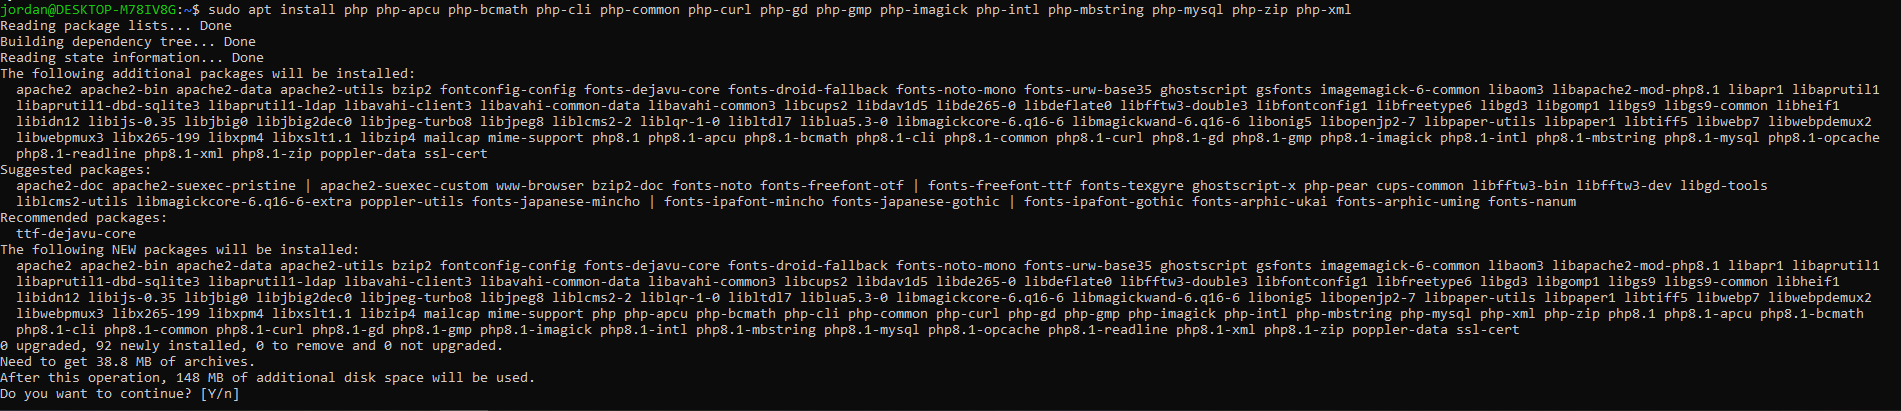 jordan@DESKTOP-M78IV8G:~$ sudo apt install php php-apcu php-bcmath php-cli php-common php-curl php-gd php-gmp php-imagick php-intl php-mbstring php-mysql php-zip php-xml
Reading package lists... Done
Building dependency tree... Done
Reading state information... Done
The following additional packages will be installed:
apache2 apache2-bin apache2-data apache2-utils bzip2 fontconfig-config fonts-dejavu-core fonts-droid-fallback fonts-noto-mono fonts-urw-base35 ghostscript gsfonts imagemagick-6-common libaom3 libapache2-mod-php8.1 libapr1 libaprutil1
libaprutil1-dbd-sqlite3 libaprutil1-ldap libavahi-client3 libavahi-common-data libavahi-common3 libcups2 libdav1d5 libde265-0 libdeflate0 libfftw3-double3 libfontconfig1 libfreetype6 libgd3 libgomp1 libgs9 libgs9-common libheif1
libidn12 libijs-0.35 libjbig0 libjbig2dec0 libjpeg-turbo8 libjpeg8 liblcms2-2 liblqr-1-0 libltdl7 liblua5.3-0 libmagickcore-6.q16-6 libmagickwand-6.q16-6 libonig5 libopenjp2-7 libpaper-utils libpaper1 libtiff5 libwebp7 libwebpdemux2
libwebpmux3 libx265-199 libxpm4 libxslt1.1 libzip4 mailcap mime-support php8.1 php8.1-apcu php8.1-bcmath php8.1-cli php8.1-common php8.1-curl php8.1-gd php8.1-gmp php8.1-imagick php8.1-intl php8.1-mbstring php8.1-mysql php8.1-opcache
php8.1-readline php8.1-xml php8.1-zip poppler-data ssl-cert
Suggested packages:
apache2-doc apache2-suexec-pristine | apache2-suexec-custom www-browser bzip2-doc fonts-noto fonts-freefont-otf | fonts-freefont-ttf fonts-texgyre ghostscript-x php-pear cups-common libfftw3-bin libfftw3-dev libgd-tools
liblcms2-utils libmagickcore-6.q16-6-extra poppler-utils fonts-japanese-mincho | fonts-ipafont-mincho fonts-japanese-gothic | fonts-ipafont-gothic fonts-arphic-ukai fonts-arphic-uming fonts-nanum
Recommended packages:
ttf-dejavu-core
The following NEW packages will be installed:
apache2 apache2-bin apache2-data apache2-utils bzip2 fontconfig-config fonts-dejavu-core fonts-droid-fallback fonts-noto-mono fonts-urw-base35 ghostscript gsfonts imagemagick-6-common libaom3 libapache2-mod-php8.1 libapr1 libaprutil1
libaprutil1-dbd-sqlite3 libaprutil1-ldap libavahi-client3 libavahi-common-data libavahi-common3 libcups2 libdav1d5 libde265-0 libdeflate0 libfftw3-double3 libfontconfig1 libfreetype6 libgd3 libgomp1 libgs9 libgs9-common libheif1
libidn12 libijs-0.35 libjbig0 libjbig2dec0 libjpeg-turbo8 libjpeg8 liblcms2-2 liblqr-1-0 libltdl7 liblua5.3-0 libmagickcore-6.q16-6 libmagickwand-6.q16-6 libonig5 libopenjp2-7 libpaper-utils libpaper1 libtiff5 libwebp7 libwebpdemux2
libwebpmux3 libx265-199 libxpm4 libxslt1.1 libzip4 mailcap mime-support php php-apcu php-bcmath php-cli php-common php-curl php-gd php-gmp php-imagick php-intl php-mbstring php-mysql php-xml php-zip php8.1 php8.1-apcu php8.1-bcmath
php8.1-cli php8.1-common php8.1-curl php8.1-gd php8.1-gmp php8.1-imagick php8.1-intl php8.1-mbstring php8.1-mysql php8.1-opcache php8.1-readline php8.1-xml php8.1-zip poppler-data ssl-cert
0 upgraded, 92 newly installed, 0 to remove and 0 not upgraded.
Need to get 38.8 MB of archives.
After this operation, 148 MB of additional disk space will be used.
Do you want to continue? [Y/n]